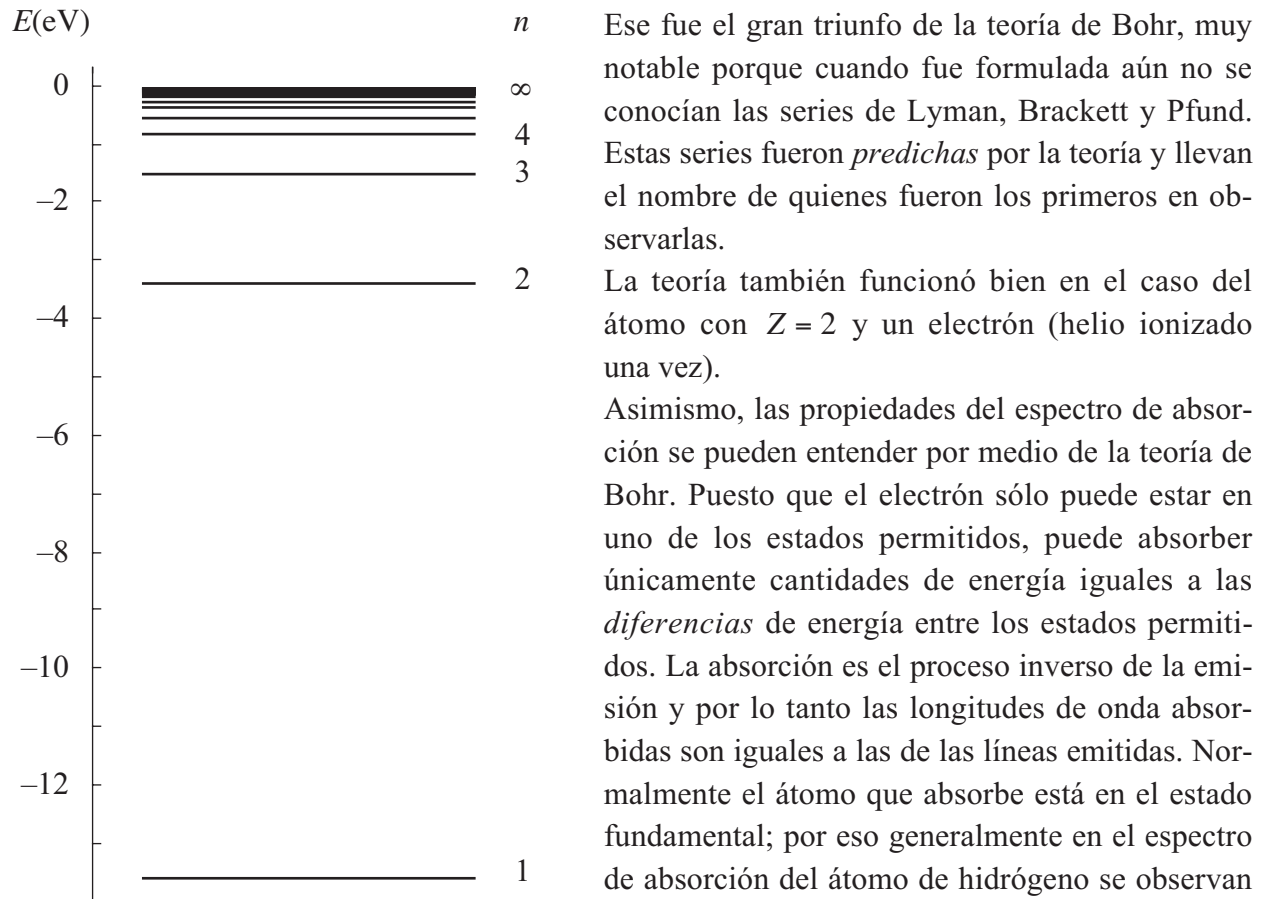 E(eV)
n
0
∞
4
3
–2
2
–4
–6
–8
–10
–12
1
Ese fue el gran triunfo de la teoría de Bohr, muy
notable porque cuando fue formulada aún no se
conocían las series de Lyman, Brackett y Pfund.
Estas series fueron predichas por la teoría y llevan
el nombre de quienes fueron los primeros en ob-
servarlas.
La teoría también funcionó bien en el caso del
átomo con Z = 2 y un electrón (helio ionizado
una vez).
Asimismo, las propiedades del espectro de absor-
ción se pueden entender por medio de la teoría de
Bohr. Puesto que el electrón sólo puede estar en
uno de los estados permitidos, puede absorber
únicamente cantidades de energía iguales a las
diferencias de energía entre los estados permiti-
dos. La absorción es el proceso inverso de la emi-
sión y por lo tanto las longitudes de onda absor-
bidas son iguales a las de las líneas emitidas. Nor-
malmente el átomo que absorbe está en el estado
fundamental; por eso generalmente en el espectro
de absorción del átomo de hidrógeno se observan